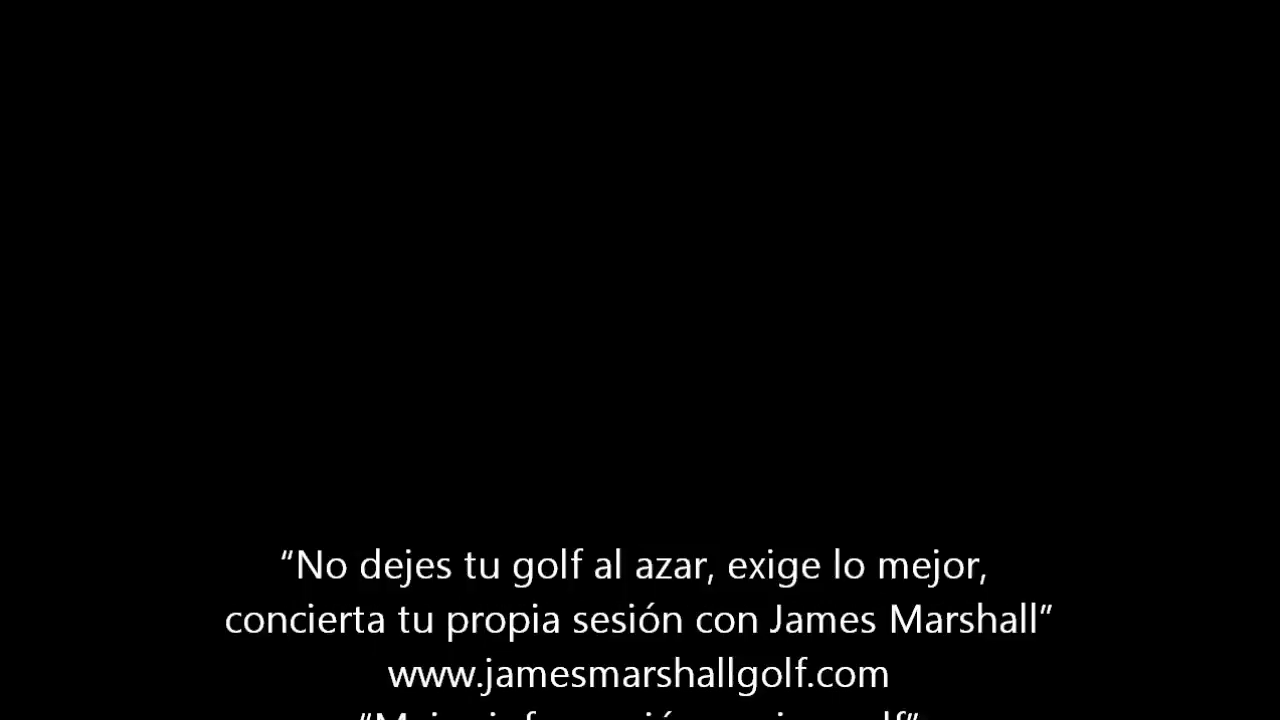 “No dejes tu golf al azar, exige lo mejor,
concierta tu propia sesión con James Marshall”
www.jamesmarshallgolf.com